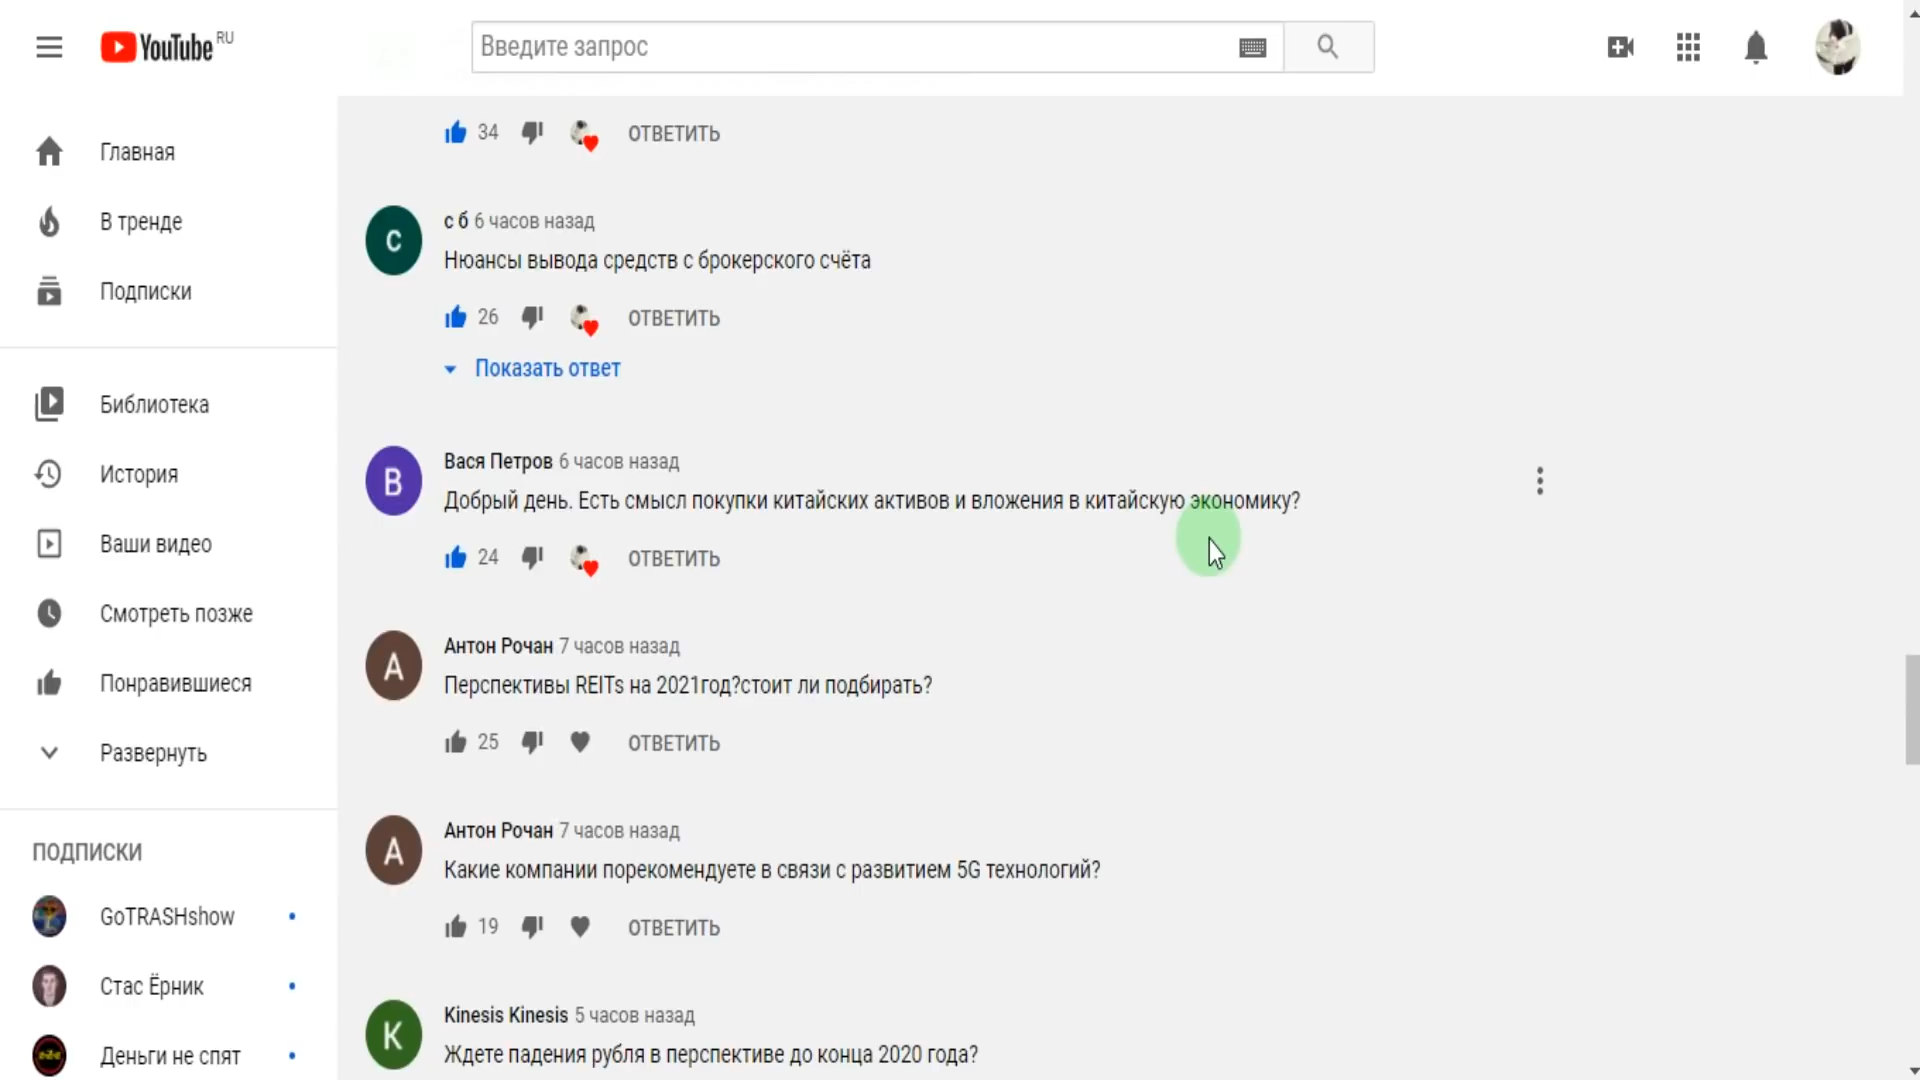 YouTube RU
Введите запрос
Главная
В тренде
Подписки
Библиотека
История
Ваши видео
Смотреть позже
Понравившиеся
Развернуть
ПОДПИСКИ
GoTRASHshow
Стас Ёрник
Деньги не спят
34 ОТВЕТИТЬ
С
с б 6 часов назад
Нюансы вывода средств с брокерского счёта
26 ОТВЕТИТЬ
Показать ответ
В
Вася Петров 6 часов назад
Добрый день. Есть смысл покупки китайских активов и вложения в китайскую экономику?
24 ОТВЕТИТЬ
А
Антон Рочан 7 часов назад
Перспективы REITs на 2021год?стоит ли подбирать?
25 ОТВЕТИТЬ
А
Антон Рочан 7 часов назад
Какие компании порекомендуете в связи с развитием 5G технологий?
19 ОТВЕТИТЬ
K
Kinesis Kinesis 5 часов назад
Ждете падения рубля в перспективе до конца 2020 года?